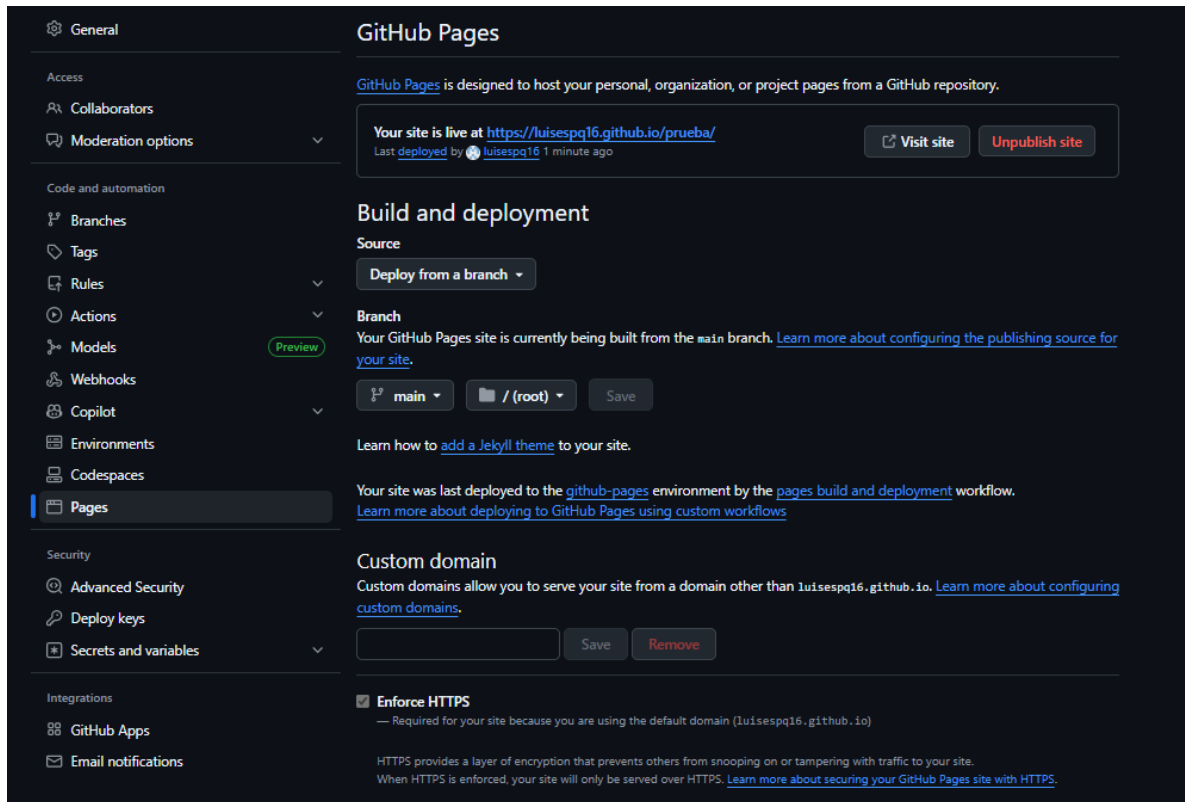 General
Access
Collaborators
Moderation options
Code and automation
Branches
Tags
Rules
Actions
Models
Preview
Webhooks
Copilot
Environments
Codespaces
Pages
Security
Advanced Security
Deploy keys
Secrets and variables
Integrations
GitHub Apps
Email notifications
GitHub Pages
GitHub Pages is designed to host your personal, organization, or project pages from a GitHub repository.
Your site is live at https://luisespq16.github.io/prueba/
Last deployed by luisespq16 1 minute ago
Visit site
Unpublish site
Build and deployment
Source
Deploy from a branch
Branch
Your GitHub Pages site is currently being built from the main branch. Learn more about configuring the publishing source for
your site.
main
/ (root)
Save
Learn how to add a Jekyll theme to your site.
Your site was last deployed to the github-pages environment by the pages build and deployment workflow.
Learn more about deploying to GitHub Pages using custom workflows
Custom domain
Custom domains allow you to serve your site from a domain other than luisespq16.github.io. Learn more about configuring
custom domains.
Save
Remove
Enforce HTTPS
— Required for your site because you are using the default domain (luisespq16.github.io)
HTTPS provides a layer of encryption that prevents others from snooping on or tampering with traffic to your site.
When HTTPS is enforced, your site will only be served over HTTPS. Learn more about securing your GitHub Pages site with HTTPS.